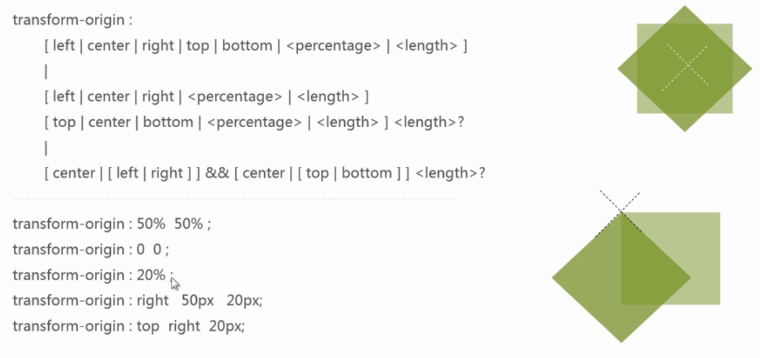 transform-origin :
[ left | center | right | top | bottom | <percentage> | <length> ]
|
[ left | center | right | <percentage> | <length> ]
[ top | center | bottom | <percentage> | <length> ] <length>?
|
[ center | [ left | right ] ] && [ center | [ top | bottom ] ] <length>?
transform-origin : 50% 50% ;
transform-origin : 0 0 ;
transform-origin : 20% ;
transform-origin : right 50px 20px;
transform-origin : top right 20px;